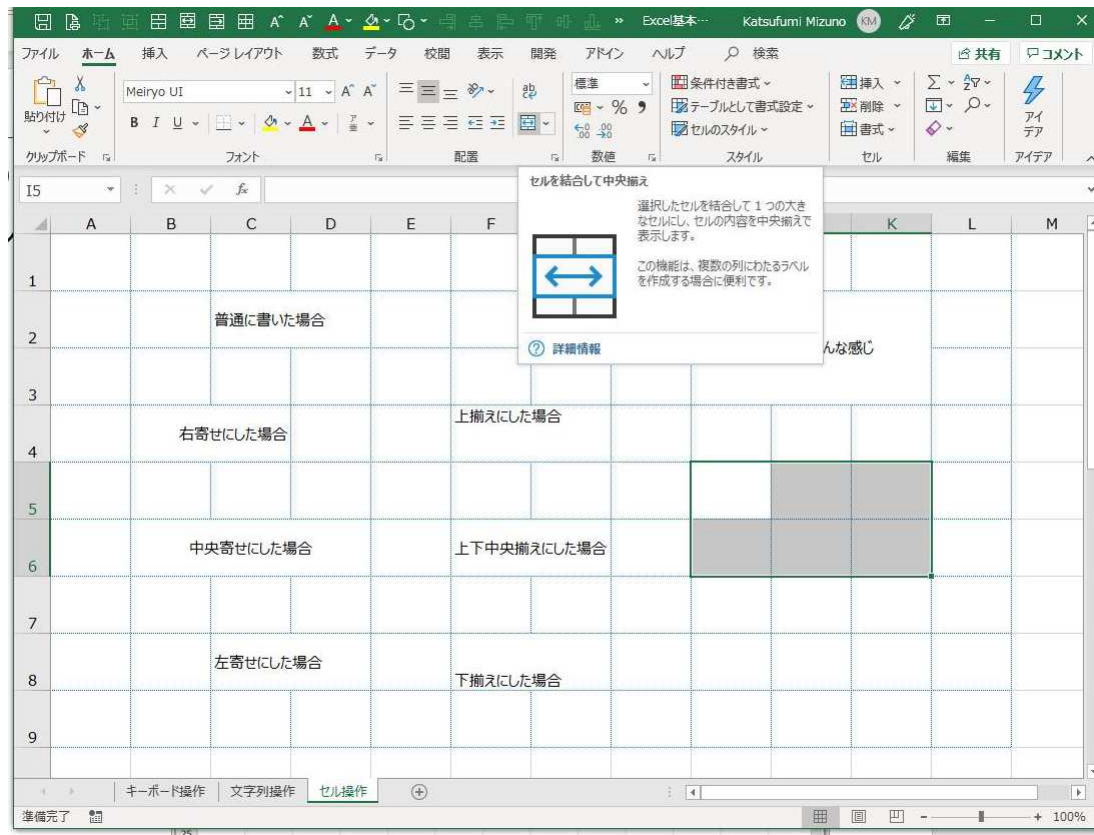 Excel基本… Katsufumi Mizuno KM
ファイル ホーム 挿入 ページ レイアウト 数式 データ 校閲 表示 開発 アドイン ヘルプ 検索 共有 コメント
貼り付け
Meiryo UI 11
B I U A
標準
% 9
条件付き書式
テーブルとして書式設定
セルのスタイル
挿入
削除
書式
アイデア
クリップボード フォント 配置 数値 スタイル セル 編集 アイデア
I5 fx
セルを結合して中央揃え
選択したセルを結合して 1 つの大き
なセルにし、セルの内容を中央揃えで
表示します。
この機能は、複数の列にわたるラベル
を作成する場合に便利です。
詳細情報
A B C D E F K L M
1
2 普通に書いた場合
んな感じ
3
4 右寄せにした場合 上揃えにした場合
5
6 中央寄せにした場合 上下中央揃えにした場合
7
8 左寄せにした場合 下揃えにした場合
9
キーボード操作 文字列操作 セル操作
準備完了 100%